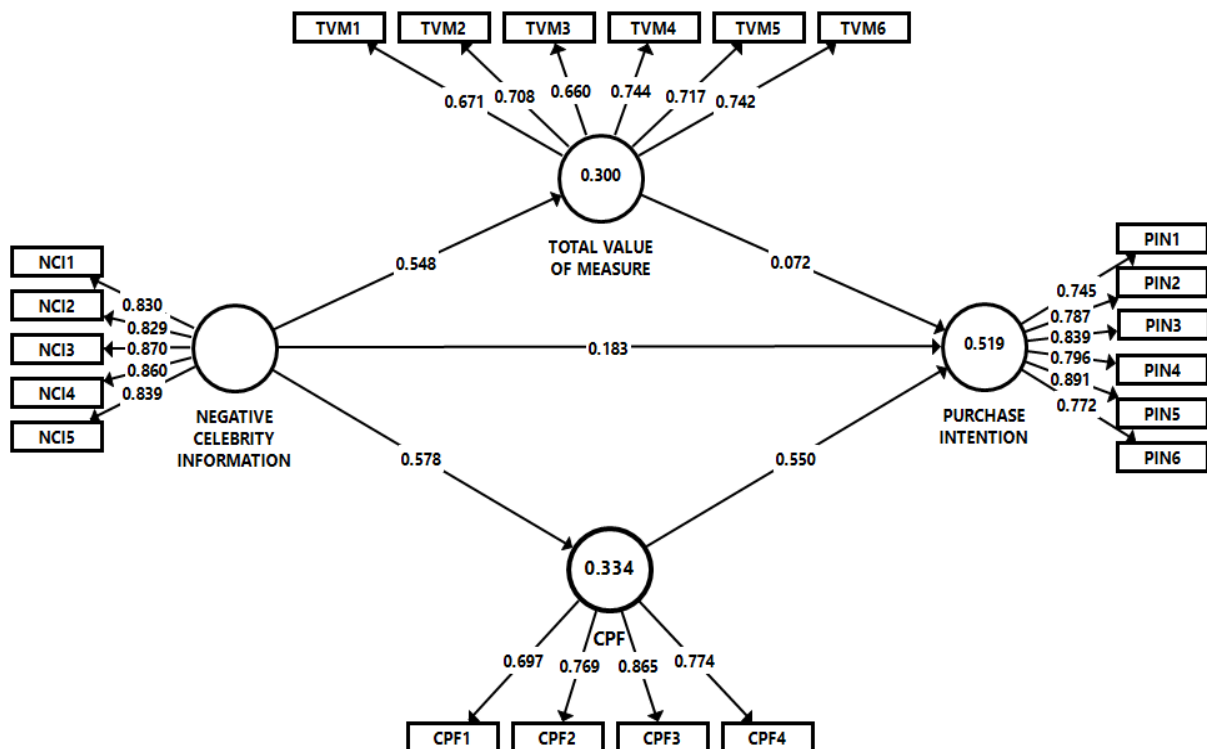 TVM1 TVM2 TVM3 TVM4 TVM5 TVM6
0.671 0.708 0.660 0.744 0.717 0.742
0.300
TOTAL VALUE
OF MEASURE
NCI1
NCI2
NCI3
NCI4
NCI5
0.830
0.829
0.870
0.860
0.839
NEGATIVE
CELEBRITY
INFORMATION
0.548
0.072
0.183
0.578
0.550
PIN1
PIN2
PIN3
PIN4
PIN5
PIN6
0.745
0.787
0.839
0.796
0.891
0.772
0.519
PURCHASE
INTENTION
0.334
CPF
0.697 0.769 0.865 0.774
CPF1 CPF2 CPF3 CPF4